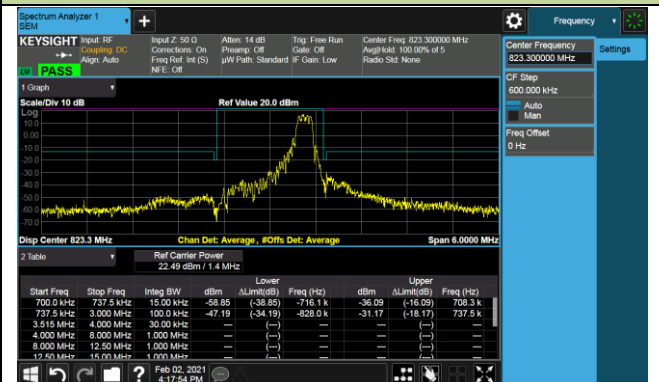 Spectrum Analyzer 1
SEM
+
Frequency
KEYSIGHT
Input: RF
Coupling: DC
Align: Auto
Input Z: 50 Ω
Corrections: On
Freq Ref: Int (S)
NFE: Off
Atten: 14 dB
Preamp: Off
µW Path: Standard
Trig: Free Run
Gate: Off
IF Gain: Low
Center Freq: 823.300000 MHz
Avg|Hold: 100.00% of 5
Radio Std: None
LXI PASS
Center Frequency
823.300000 MHz
Settings
CF Step
600.000 kHz
Auto
Man
Freq Offset
0 Hz
1 Graph
Scale/Div 10 dB
Ref Value 20.0 dBm
Log
10.0
0.00
-10.0
-20.0
-30.0
-40.0
-50.0
-60.0
-70.0
Disp Center 823.3 MHz
Chan Det: Average, #Offs Det: Average
Span 6.0000 MHz
2 Table
Ref Carrier Power
22.49 dBm / 1.4 MHz
Lower Upper
Start Freq Stop Freq Integ BW dBm ΔLimit(dB) Freq (Hz) dBm ΔLimit(dB) Freq (Hz)
700.0 kHz 737.5 kHz 15.00 kHz -58.85 (-38.85) -716.1 k -36.09 (-16.09) 708.3 k
737.5 kHz 3.000 MHz 100.0 kHz -47.19 (-34.19) -828.0 k -31.17 (-18.17) 737.5 k
3.515 MHz 4.000 MHz 30.00 kHz --- (---) --- --- (---) ---
4.000 MHz 8.000 MHz 1.000 MHz --- (---) --- --- (---) ---
8.000 MHz 12.50 MHz 1.000 MHz --- (---) --- --- (---) ---
12.50 MHz 15.00 MHz 1.000 MHz --- (---) --- --- (---) ---
?
Feb 02, 2021
4:17:54 PM